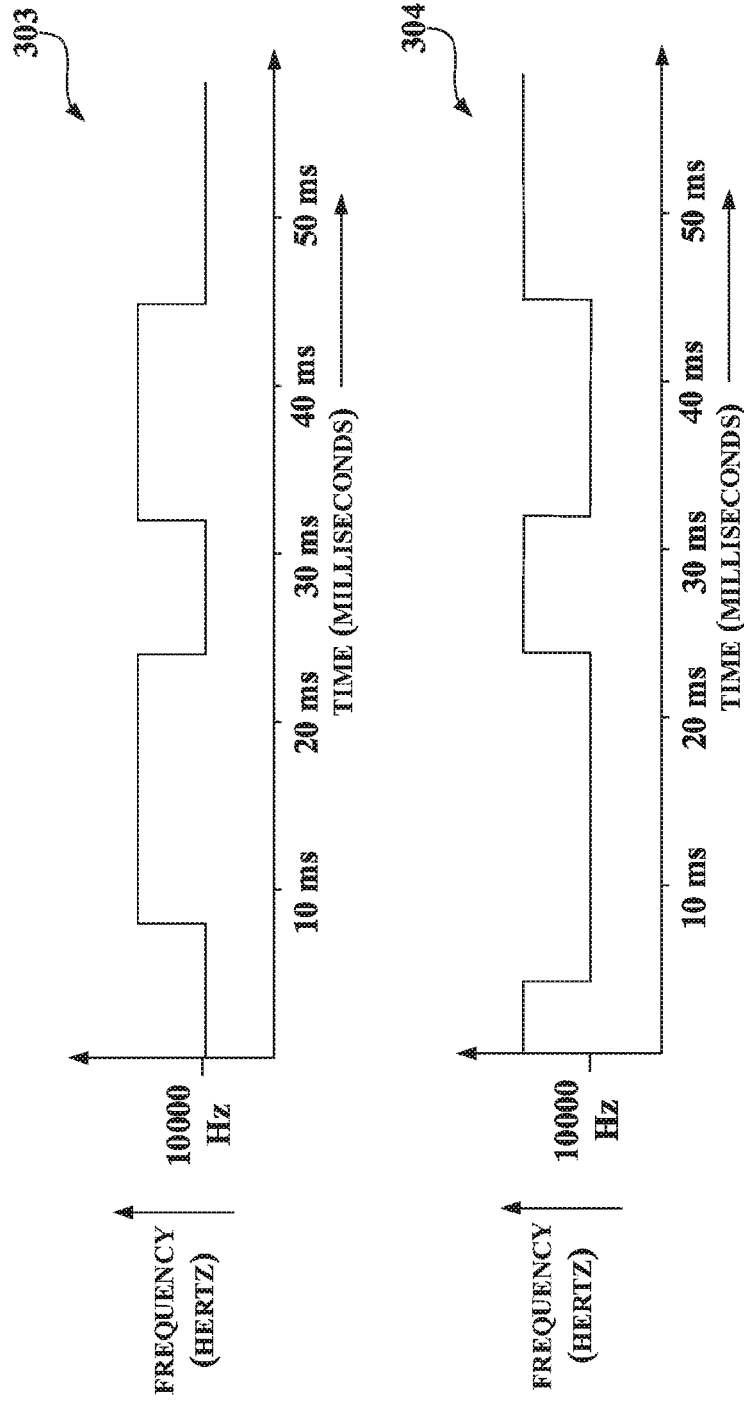 303
FREQUENCY
(HERTZ)
10000
Hz
10 ms
20 ms
30 ms
40 ms
50 ms
TIME (MILLISECONDS)
304
FREQUENCY
(HERTZ)
10000
Hz
10 ms
20 ms
30 ms
40 ms
50 ms
TIME (MILLISECONDS)